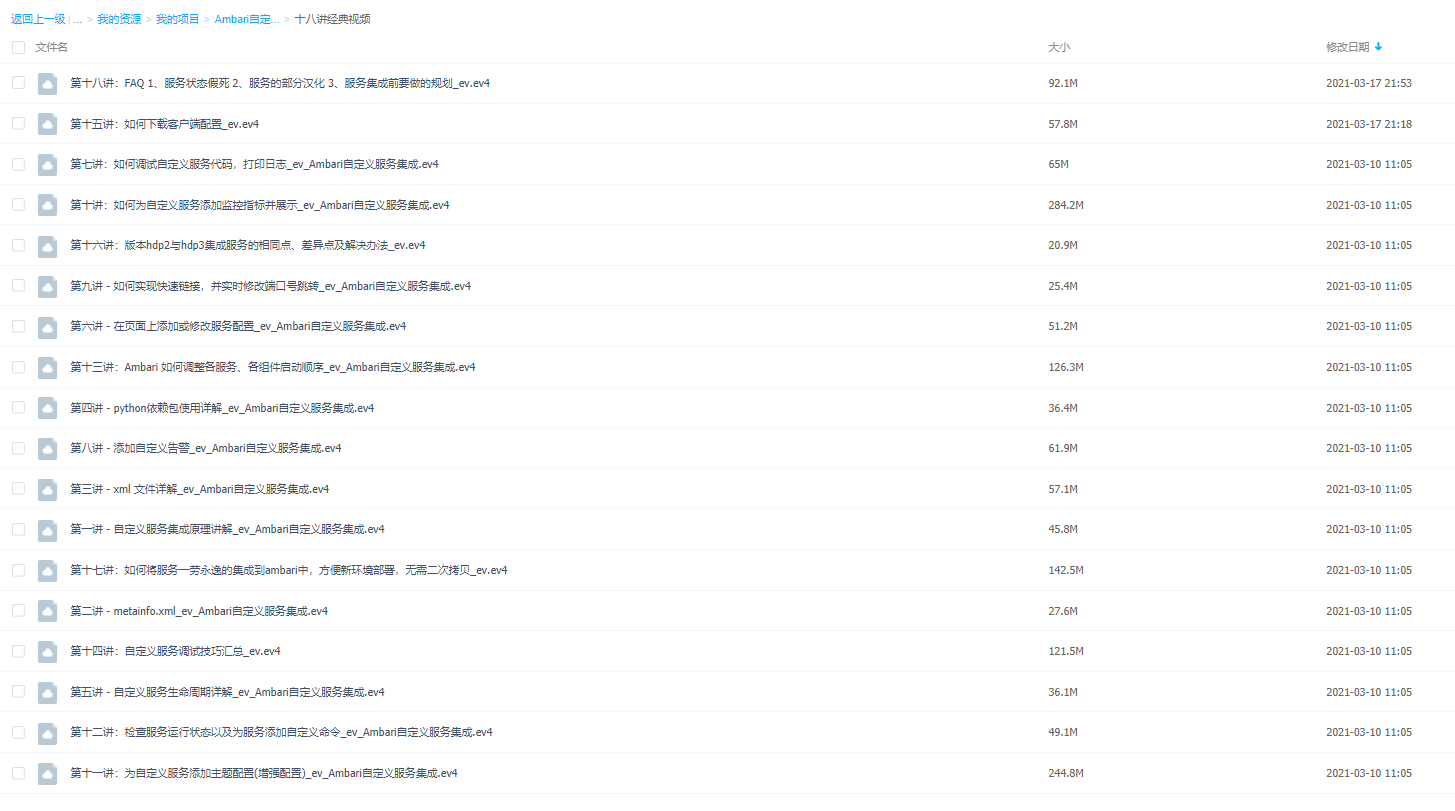 返回上一级 | ... > 我的资源 > 我的项目 > Ambari自定... > 十八讲经典视频
文件名 大小 修改日期
第十八讲：FAQ 1、服务状态假死 2、服务的部分汉化 3、服务集成前要做的规划_ev.ev4 92.1M 2021-03-17 21:53
第十五讲：如何下载客户端配置_ev.ev4 57.8M 2021-03-17 21:18
第七讲：如何调试自定义服务代码，打印日志_ev_Ambari自定义服务集成.ev4 65M 2021-03-10 11:05
第十讲：如何为自定义服务添加监控指标并展示_ev_Ambari自定义服务集成.ev4 284.2M 2021-03-10 11:05
第十六讲：版本hdp2与hdp3集成服务的相同点、差异点及解决办法_ev.ev4 20.9M 2021-03-10 11:05
第九讲 - 如何实现快速链接，并实时修改端口号跳转_ev_Ambari自定义服务集成.ev4 25.4M 2021-03-10 11:05
第六讲 - 在页面上添加或修改服务配置_ev_Ambari自定义服务集成.ev4 51.2M 2021-03-10 11:05
第十三讲：Ambari 如何调整各服务、各组件启动顺序_ev_Ambari自定义服务集成.ev4 126.3M 2021-03-10 11:05
第四讲 - python依赖包使用详解_ev_Ambari自定义服务集成.ev4 36.4M 2021-03-10 11:05
第八讲 - 添加自定义告警_ev_Ambari自定义服务集成.ev4 61.9M 2021-03-10 11:05
第三讲 - xml 文件详解_ev_Ambari自定义服务集成.ev4 57.1M 2021-03-10 11:05
第一讲 - 自定义服务集成原理讲解_ev_Ambari自定义服务集成.ev4 45.8M 2021-03-10 11:05
第十七讲：如何将服务一劳永逸的集成到ambari中，方便新环境部署，无需二次拷贝_ev.ev4 142.5M 2021-03-10 11:05
第二讲 - metainfo.xml_ev_Ambari自定义服务集成.ev4 27.6M 2021-03-10 11:05
第十四讲：自定义服务调试技巧汇总_ev.ev4 121.5M 2021-03-10 11:05
第五讲 - 自定义服务生命周期详解_ev_Ambari自定义服务集成.ev4 36.1M 2021-03-10 11:05
第十二讲：检查服务运行状态以及为服务添加自定义命令_ev_Ambari自定义服务集成.ev4 49.1M 2021-03-10 11:05
第十一讲：为自定义服务添加主题配置(增强配置)_ev_Ambari自定义服务集成.ev4 244.8M 2021-03-10 11:05